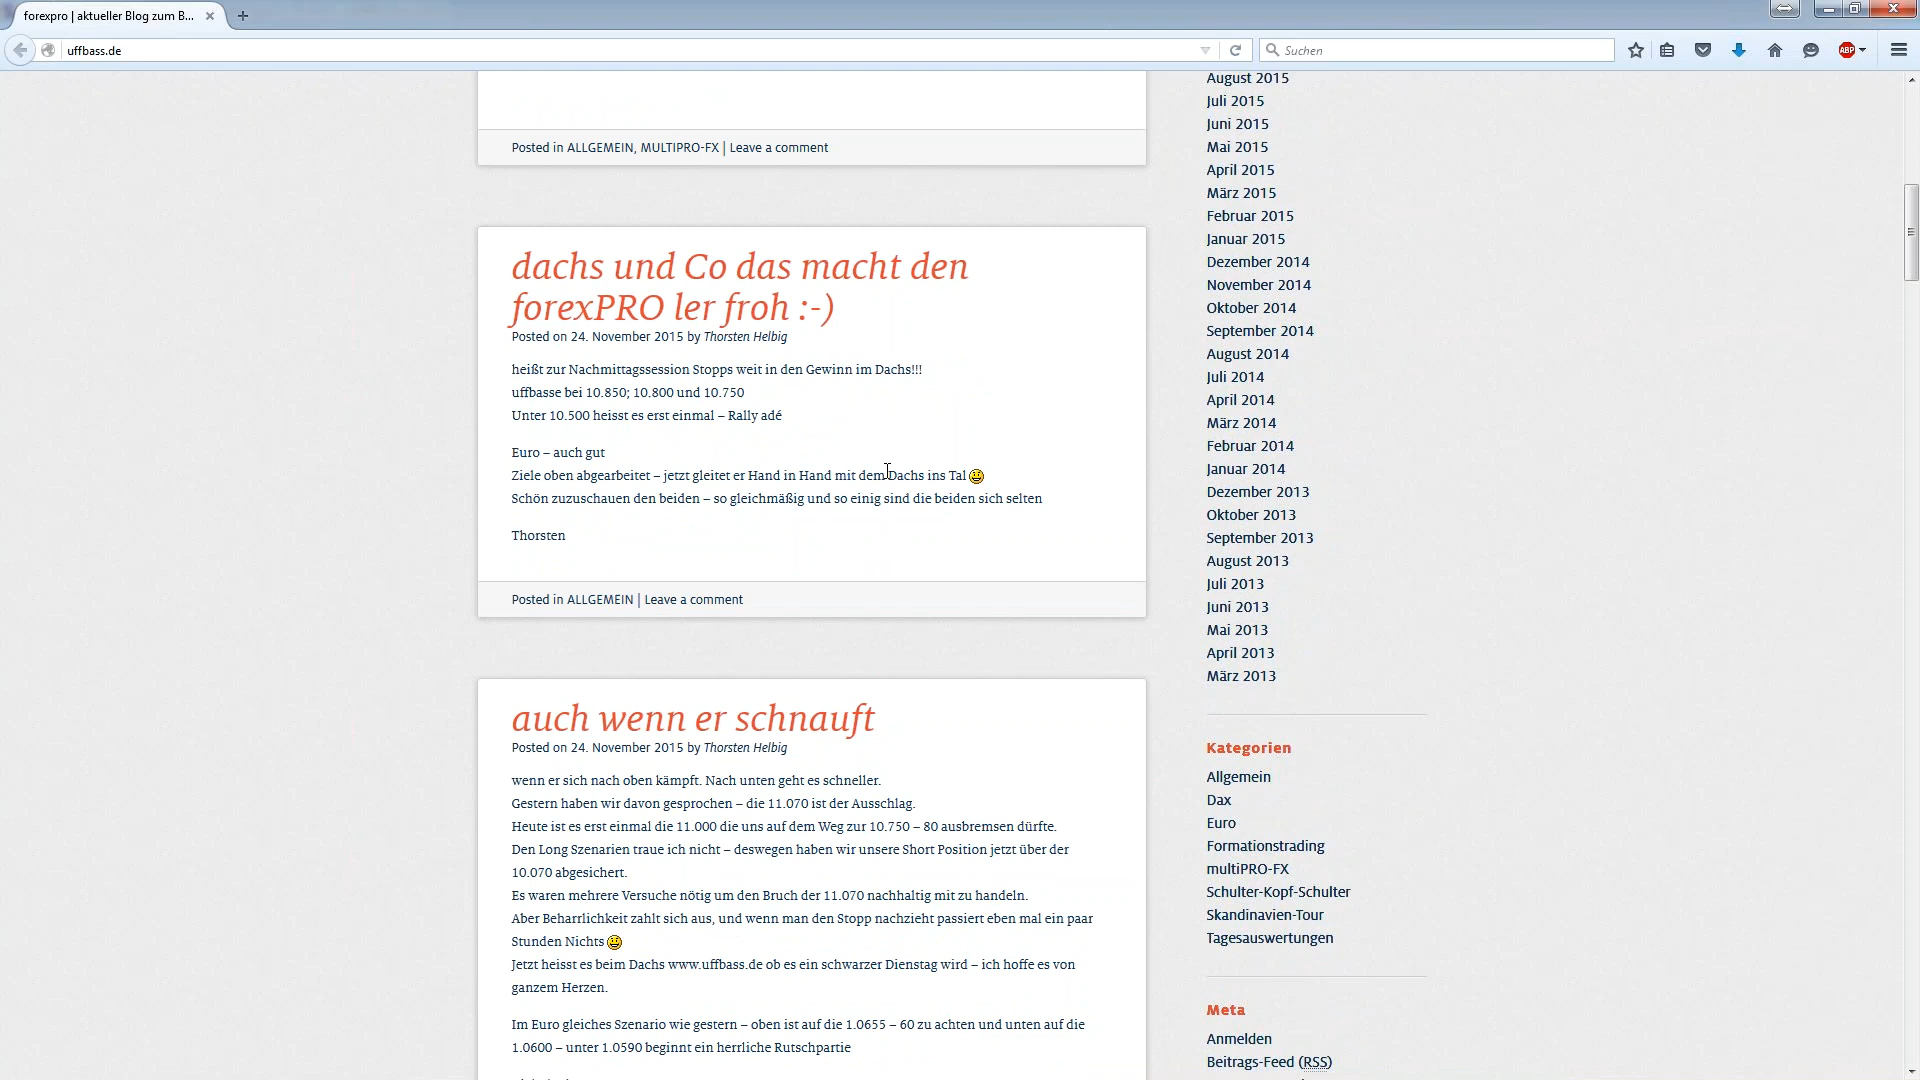 forexpro | aktueller Blog zum B...
uffbass.de
Suchen
ABP
Posted in ALLGEMEIN, MULTIPRO-FX | Leave a comment
dachs und Co das macht den
forexPRO ler froh :-)
Posted on 24. November 2015 by Thorsten Helbig
heißt zur Nachmittagssession Stopps weit in den Gewinn im Dachs!!!
uffbasse bei 10.850; 10.800 und 10.750
Unter 10.500 heisst es erst einmal – Rally adé
Euro – auch gut
Ziele oben abgearbeitet – jetzt gleitet er Hand in Hand mit dem Dachs ins Tal
Schön zuzuschauen den beiden – so gleichmäßig und so einig sind die beiden sich selten
Thorsten
Posted in ALLGEMEIN | Leave a comment
auch wenn er schnauft
Posted on 24. November 2015 by Thorsten Helbig
wenn er sich nach oben kämpft. Nach unten geht es schneller.
Gestern haben wir davon gesprochen – die 11.070 ist der Ausschlag.
Heute ist es erst einmal die 11.000 die uns auf dem Weg zur 10.750 – 80 ausbremsen dürfte.
Den Long Szenarien traue ich nicht – deswegen haben wir unsere Short Position jetzt über der
10.070 abgesichert.
Es waren mehrere Versuche nötig um den Bruch der 11.070 nachhaltig mit zu handeln.
Aber Beharrlichkeit zahlt sich aus, und wenn man den Stopp nachzieht passiert eben mal ein paar
Stunden Nichts
Jetzt heisst es beim Dachs www.uffbass.de ob es ein schwarzer Dienstag wird – ich hoffe es von
ganzem Herzen.
Im Euro gleiches Szenario wie gestern – oben ist auf die 1.0655 – 60 zu achten und unten auf die
1.0600 – unter 1.0590 beginnt ein herrliche Rutschpartie
August 2015
Juli 2015
Juni 2015
Mai 2015
April 2015
März 2015
Februar 2015
Januar 2015
Dezember 2014
November 2014
Oktober 2014
September 2014
August 2014
Juli 2014
April 2014
März 2014
Februar 2014
Januar 2014
Dezember 2013
Oktober 2013
September 2013
August 2013
Juli 2013
Juni 2013
Mai 2013
April 2013
März 2013
Kategorien
Allgemein
Dax
Euro
Formationstrading
multiPRO-FX
Schulter-Kopf-Schulter
Skandinavien-Tour
Tagesauswertungen
Meta
Anmelden
Beitrags-Feed (RSS)